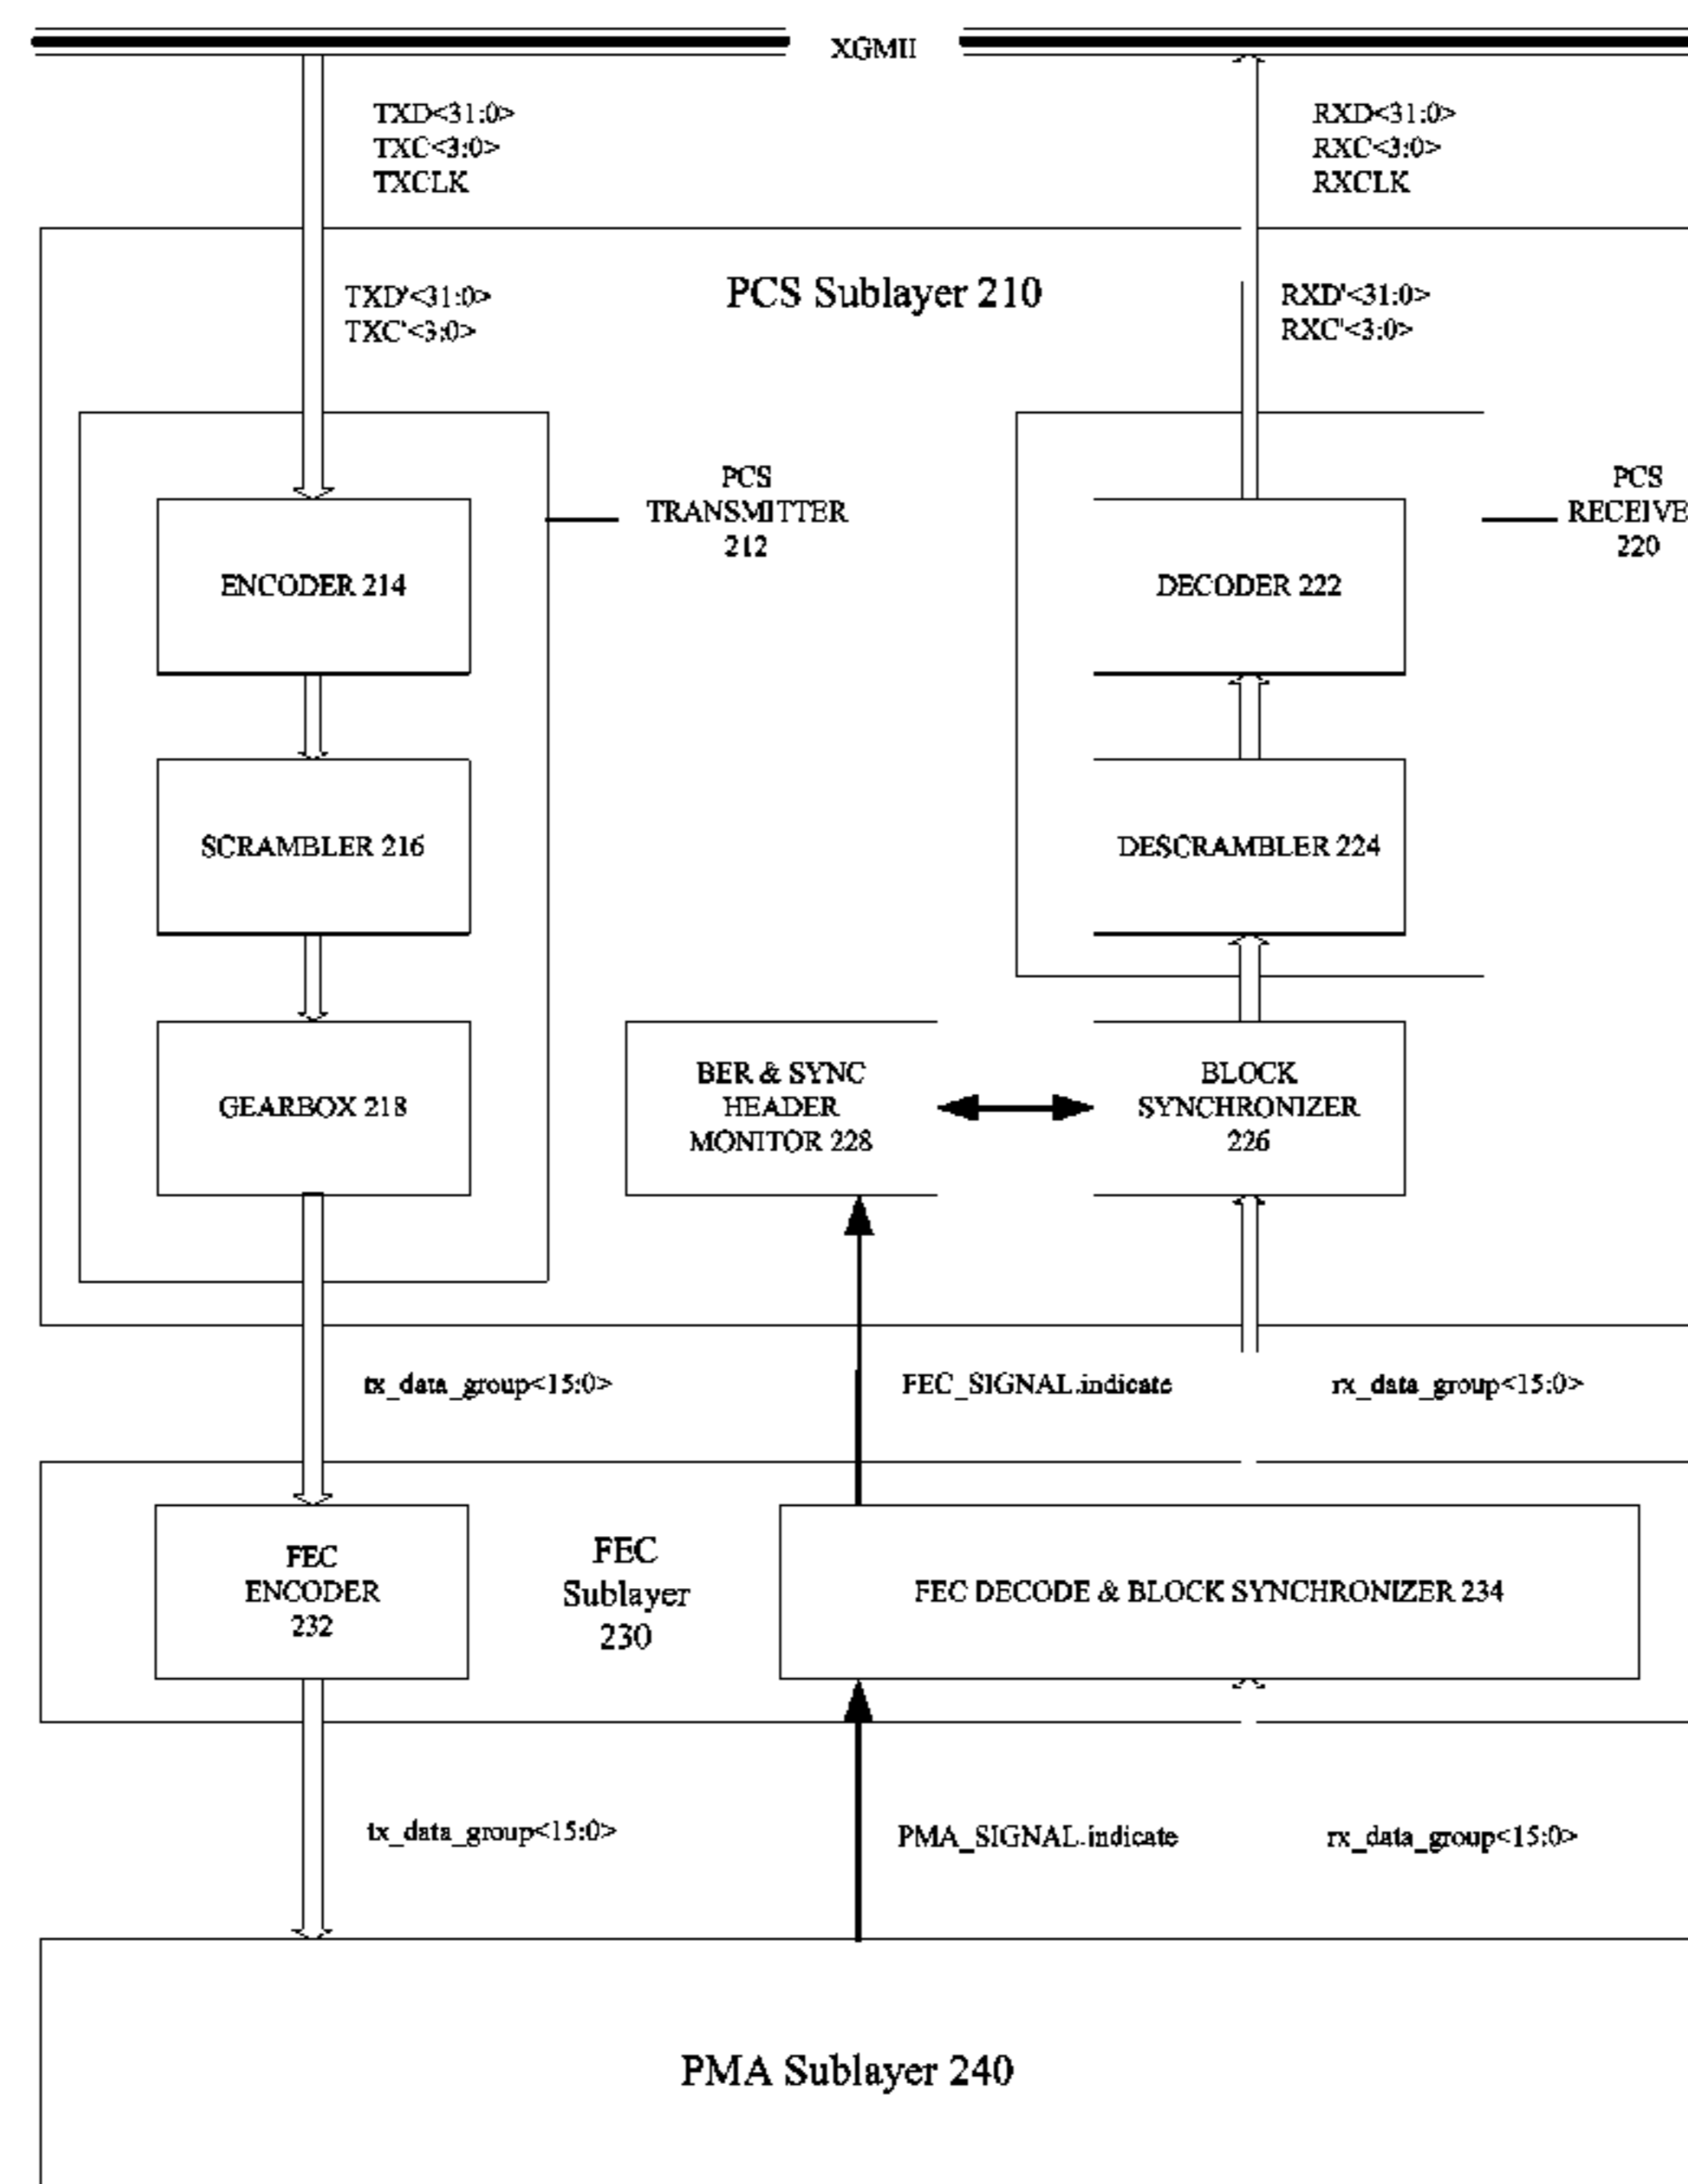 XGMII
TXD<31:0>
TXC<3:0>
TXCLK
RXD<31:0>
RXC<3:0>
RXCLK
PCS Sublayer 210
TXD'<31:0>
TXC'<3:0>
RXD'<31:0>
RXC'<3:0>
PCS
TRANSMITTER
212
PCS
RECEIVE
220
ENCODER 214
DECODER 222
SCRAMBLER 216
DESCRAMBLER 224
GEARBOX 218
BER & SYNC
HEADER
MONITOR 228
BLOCK
SYNCHRONIZER
226
tx_data_group<15:0>
FEC_SIGNAL.indicate
rx_data_group<15:0>
FEC
ENCODER
232
FEC
Sublayer
230
FEC DECODE & BLOCK SYNCHRONIZER 234
tx_data_group<15:0>
PMA_SIGNAL.indicate
rx_data_group<15:0>
PMA Sublayer 240